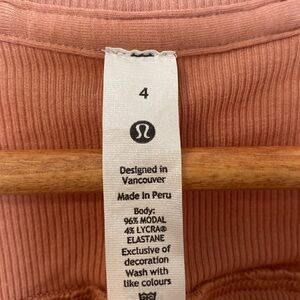 4
Designed in
Vancouver
Made in Peru
Body:
96% MODAL
4% LYCRA®
ELASTANE
Exclusive of
decoration
Wash with
like colours